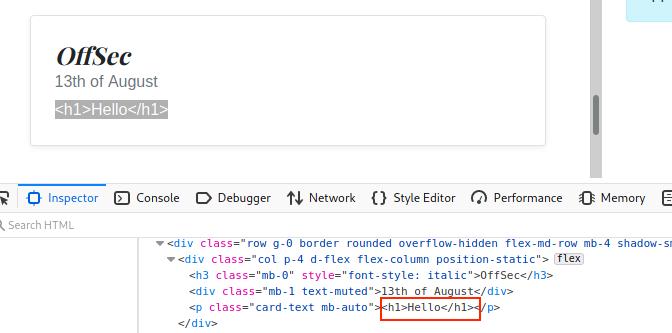 OffSec
13th of August
<h1>Hello</h1>
Inspector Console Debugger Network Style Editor Performance Memory
Search HTML
<div class="row g-0 border rounded overflow-hidden flex-md-row mb-4 shadow-sm
<div class="col p-4 d-flex flex-column position-static"> flex
<h3 class="mb-0" style="font-style: italic">OffSec</h3>
<div class="mb-1 text-muted">13th of August</div>
<p class="card-text mb-auto"><h1>Hello</h1></p>
</div>